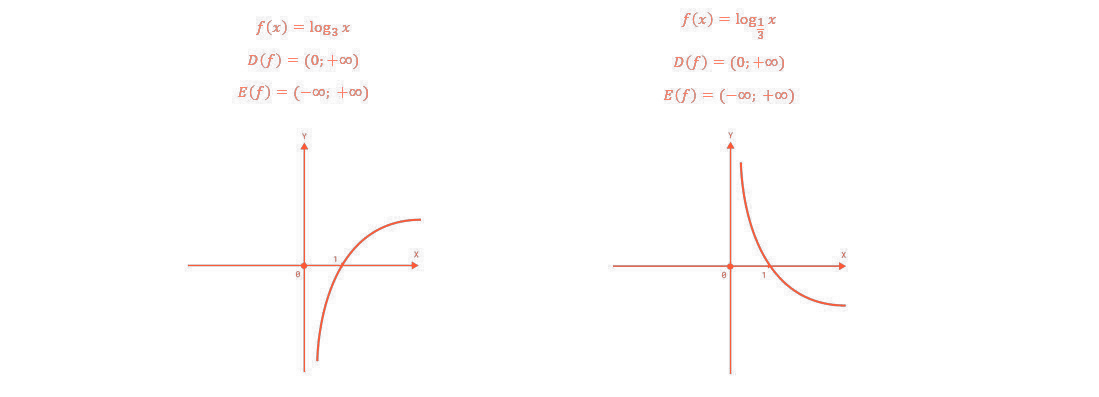 f(x) = log₃ x
D(f) = (0; +∞)
E(f) = (−∞; +∞)
Y
X
1
0
f(x) = log_{1/3} x
D(f) = (0; +∞)
E(f) = (−∞; +∞)
Y
X
0
1